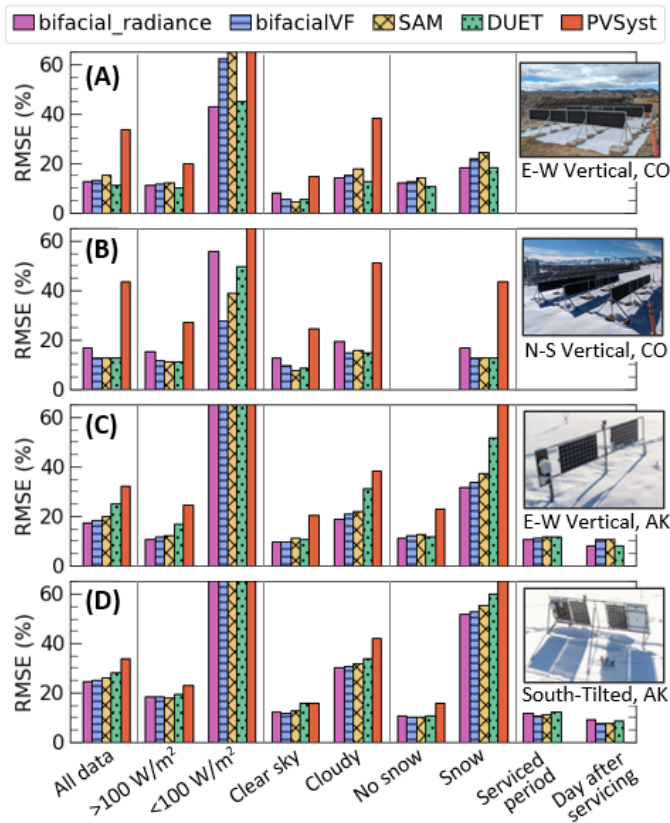 bifacial_radiance bifacialVF SAM DUET PVSyst
(A)
RMSE (%)
60
40
20
0
E-W Vertical, CO
(B)
RMSE (%)
60
40
20
0
N-S Vertical, CO
(C)
RMSE (%)
60
40
20
0
E-W Vertical, AK
(D)
RMSE (%)
60
40
20
0
South-Tilted, AK
All data
>100 W/m²
<100 W/m²
Clear sky
Cloudy
No snow
Snow
Serviced
period
Day after
servicing